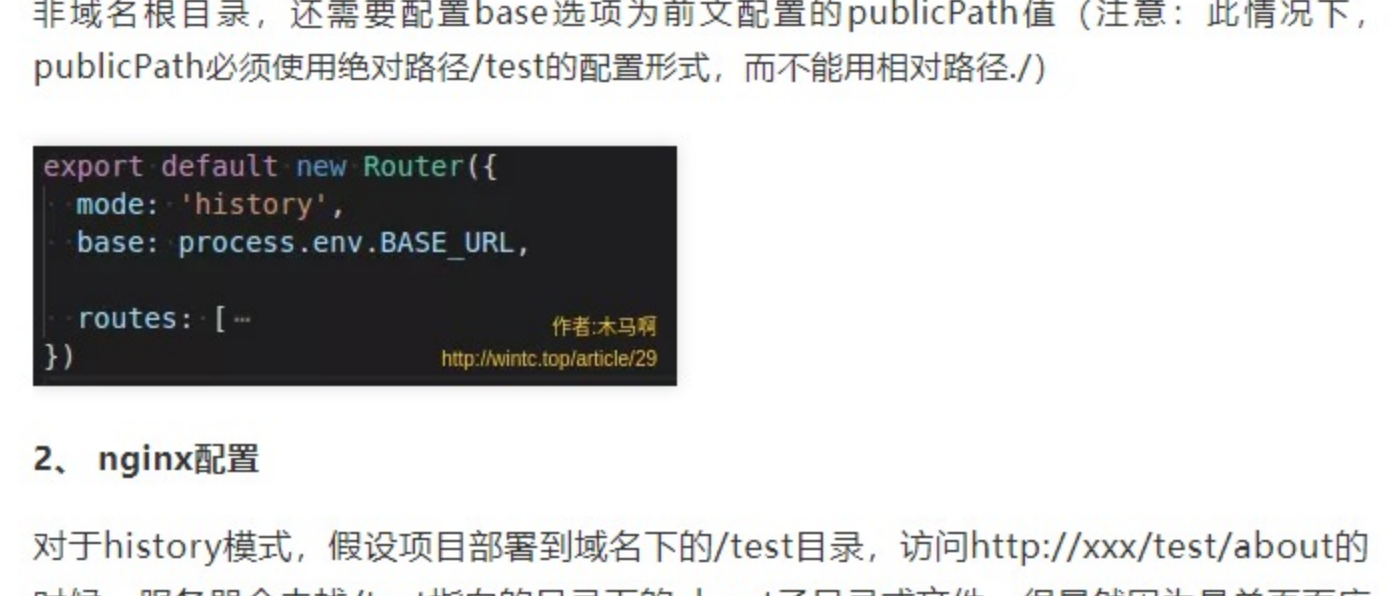 非域名根目录，还需要配置base选项为前文配置的publicPath值（注意：此情况下，
publicPath必须使用绝对路径/test的配置形式，而不能用相对路径./）
export default new Router({
mode: 'history',
base: process.env.BASE_URL,
routes: [ ⋯
})
作者:木马啊
http://wintc.top/article/29
2、 nginx配置
对于history模式，假设项目部署到域名下的/test目录，访问http://xxx/test/about的